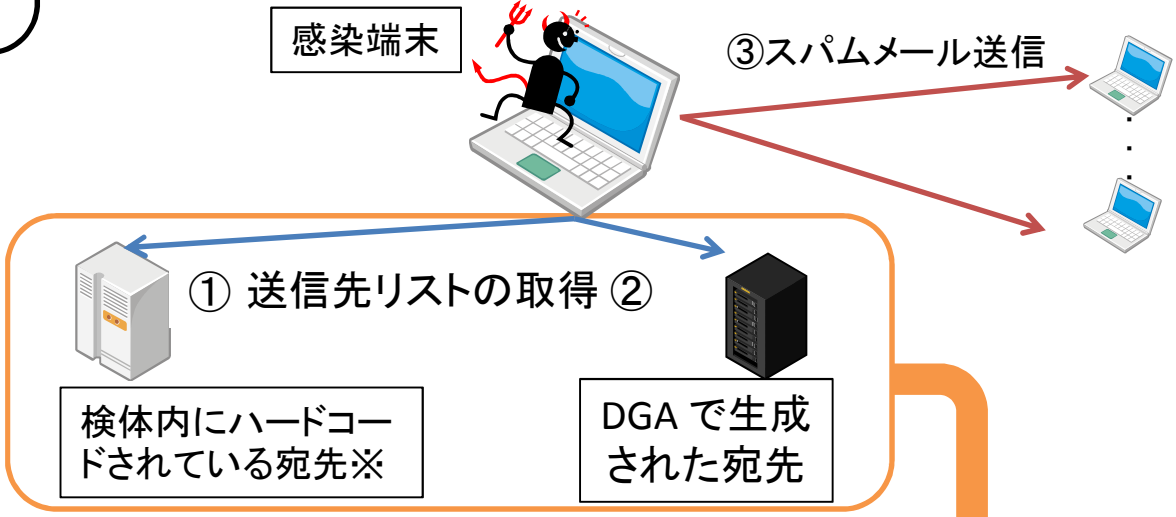 感染端末
③スパムメール送信
① 送信先リストの取得 ②
検体内にハードコー
ドされている宛先※
DGA で生成
された宛先